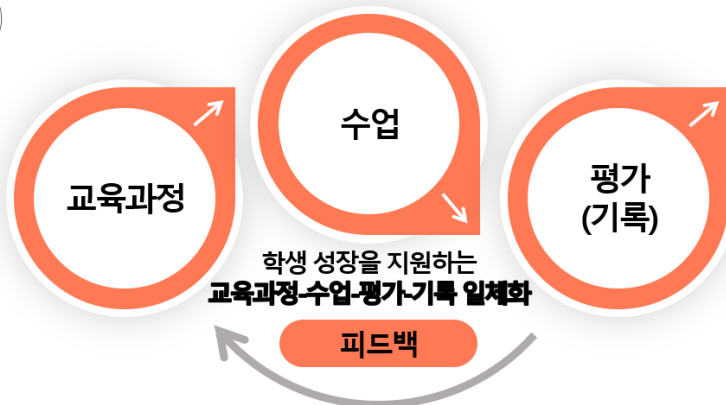 교육과정
수업
평가
(기록)
학생 성장을 지원하는
교육과정-수업-평가-기록 일체화
피드백